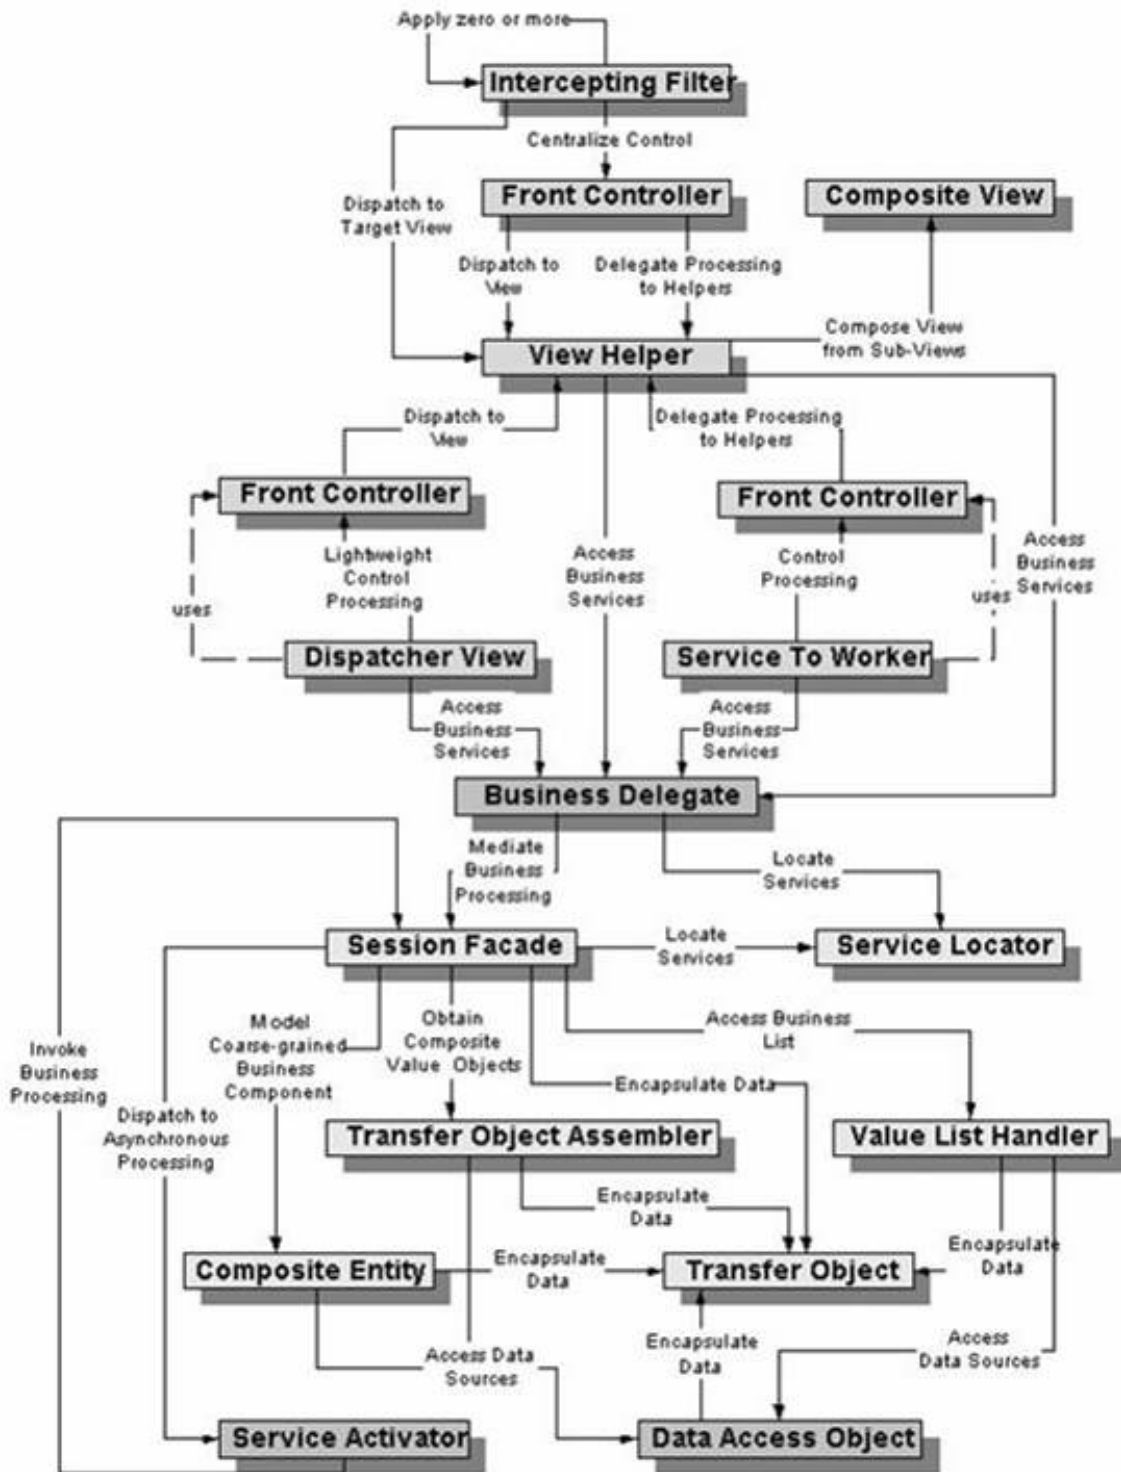 Apply zero or more
Intercepting Filter
Centralize Control
Front Controller
Composite View
Dispatch to
Target View
Dispatch to
View
Delegate Processing
to Helpers
Compose View
from Sub-Views
View Helper
Dispatch to
View
Delegate Processing
to Helpers
Front Controller
Front Controller
Lightweight
Control
Processing
Access
Business
Services
Control
Processing
Access
Business
Services
uses
uses
Dispatcher View
Service To Worker
Access
Business
Services
Access
Business
Services
Business Delegate
Mediate
Business
Processing
Locate
Services
Session Facade
Locate
Services
Service Locator
Model
Coarse-grained
Business
Component
Obtain
Composite
Value Objects
Access Business
List
Invoke
Business
Processing
Encapsulate Data
Dispatch to
Asynchronous
Processing
Transfer Object Assembler
Value List Handler
Encapsulate
Data
Encapsulate
Data
Composite Entity
Encapsulate
Data
Transfer Object
Access Data
Sources
Encapsulate
Data
Access
Data Sources
Service Activator
Data Access Object